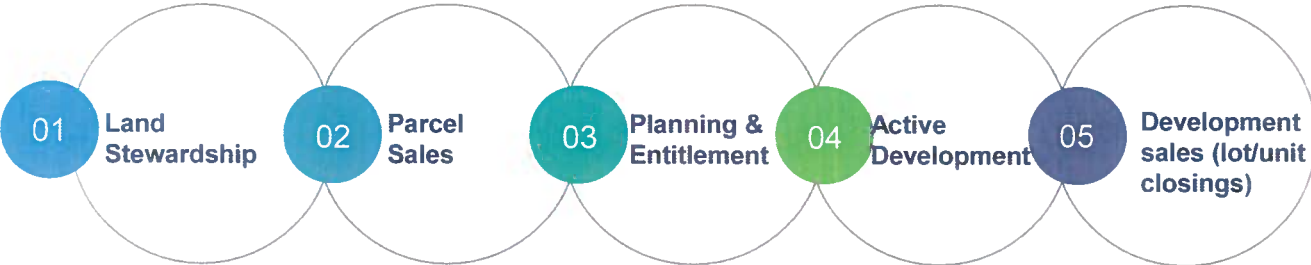 01
Land
Stewardship
02
Parcel
Sales
03
Planning &
Entitlement
04
Active
Development
05
Development
sales (lot/unit
closings)